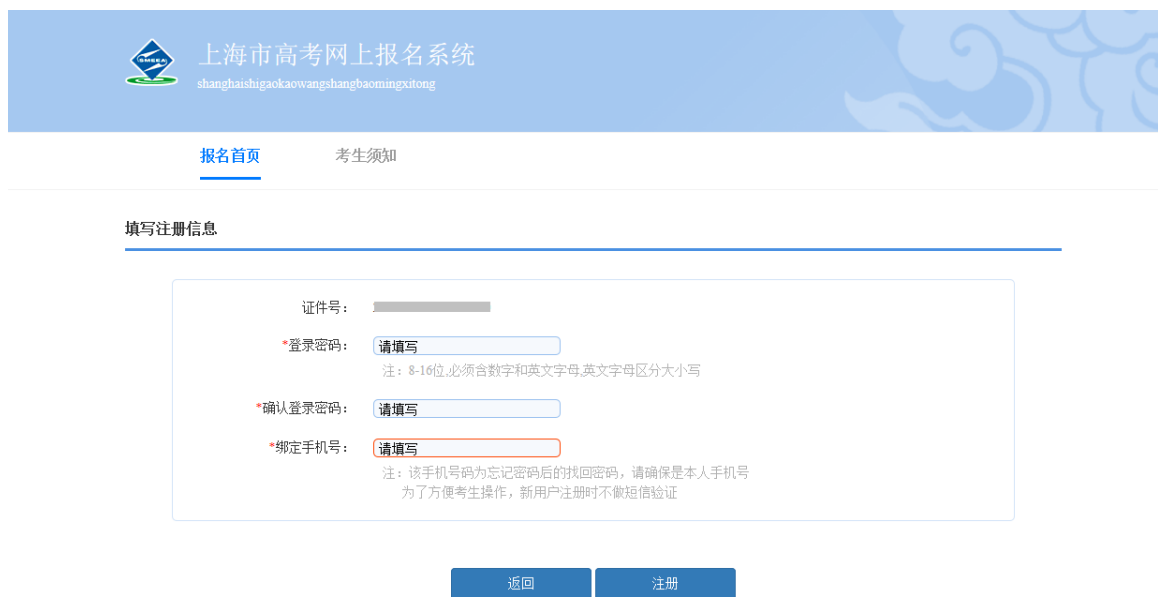 SMEEA
上海市高考网上报名系统
shanghaishigaokaowangshangbaomingxitong
报名首页 考生须知
填写注册信息
证件号：
*登录密码： 请填写
注：8-16位,必须含数字和英文字母,英文字母区分大小写
*确认登录密码： 请填写
*绑定手机号： 请填写
注：该手机号码为忘记密码后的找回密码，请确保是本人手机号
为了方便考生操作，新用户注册时不做短信验证
返回 注册